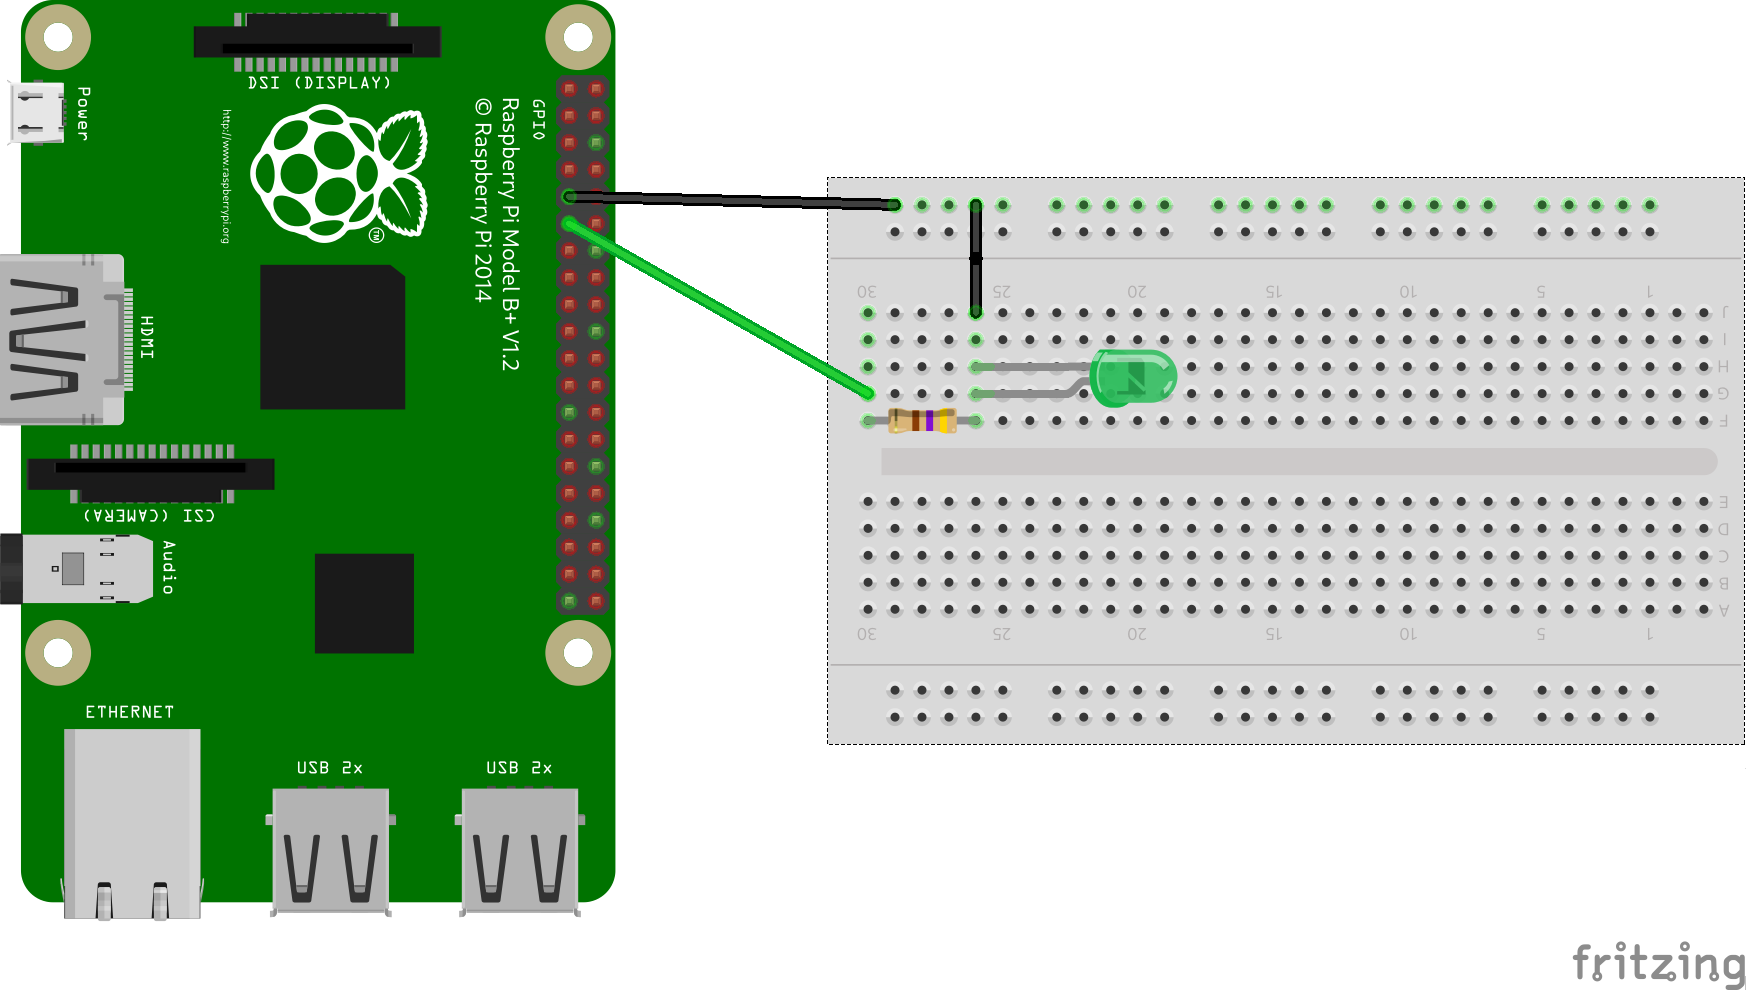 DSI (DISPLAY)
Power
http://www.raspberrypi.org
TM
GPIO
Raspberry Pi Model B+ V1.2
© Raspberry Pi 2014
HDMI
CSI (CAMERA)
Audio
ETHERNET
USB 2x
USB 2x
30 25 20 15 10 5 1
J
I
H
G
F
E
D
C
B
A
30 25 20 15 10 5 1
fritzing